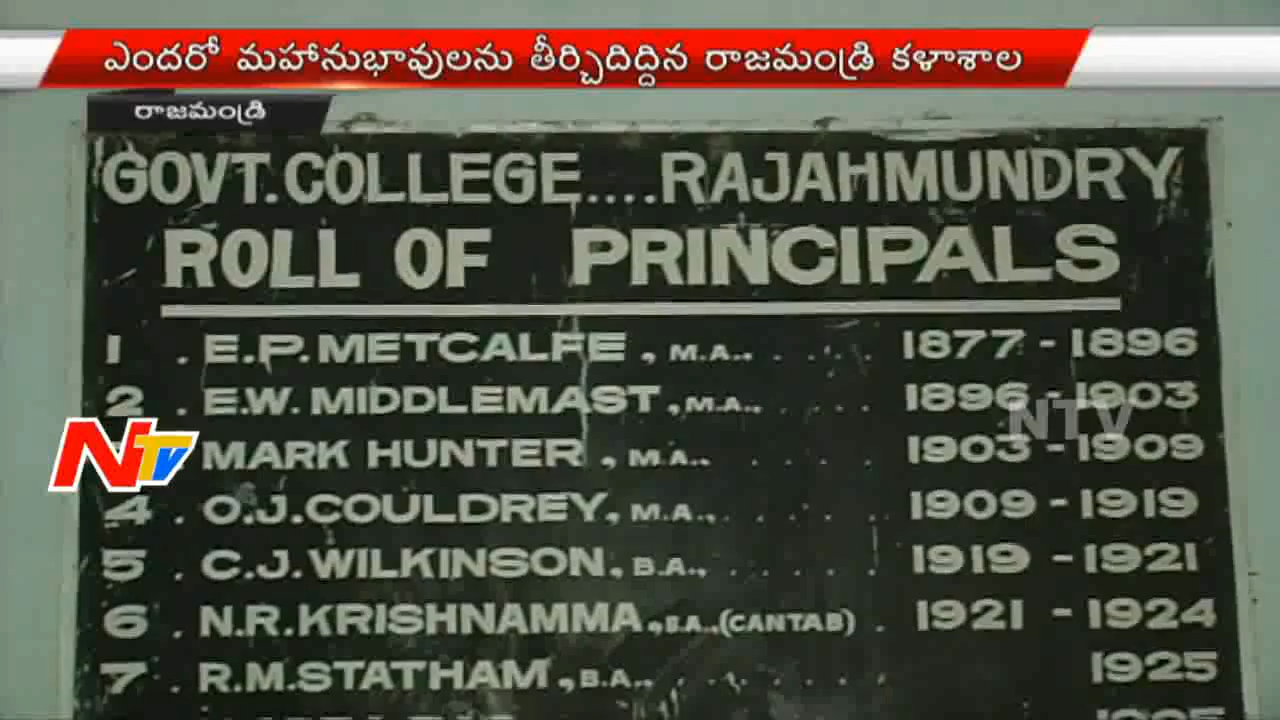 ఎందరో మహానుభావులను తీర్చిదిద్దిన రాజమండ్రి కళాశాల
రాజమండ్రి
GOVT.COLLEGE....RAJAHMUNDRY
ROLL OF PRINCIPALS
1 . E.P.METCALFE, M.A., . . . . . 1877 - 1896
2 . E.W. MIDDLEMAST, M.A., . . . . 1896 - 1903
NTV
NTV
MARK HUNTER, M.A., . . . . 1903 - 1909
4 . O.J.COULDREY, M.A., . . . . . 1909 - 1919
5 . C.J.WILKINSON, B.A., . . . . . 1919 - 1921
6 . N.R.KRISHNAMMA, B.A.,(CANTAB) . 1921 - 1924
7 . R.M.STATHAM, B.A., . . . . . 1925